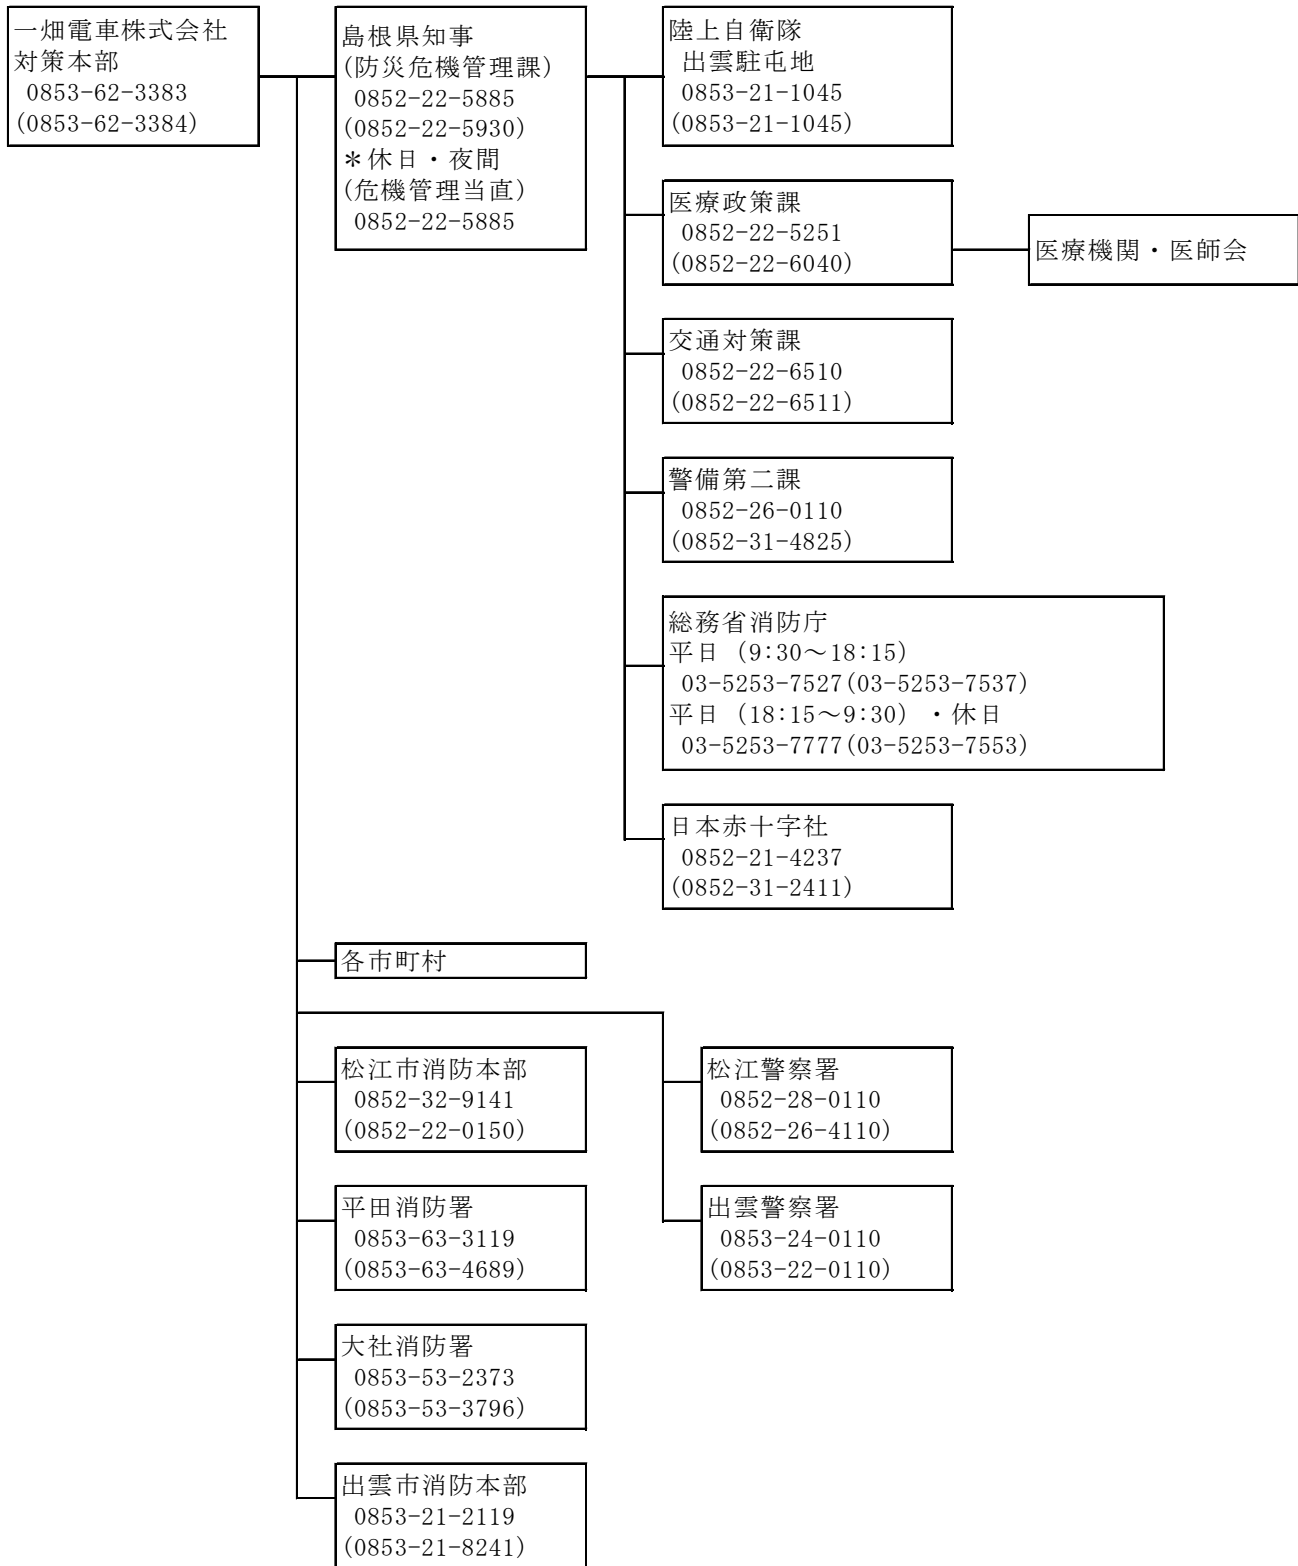 一畑電車株式会社
対策本部
0853-62-3383
(0853-62-3384)
島根県知事
(防災危機管理課)
0852-22-5885
(0852-22-5930)
＊休日・夜間
(危機管理当直)
0852-22-5885
陸上自衛隊
出雲駐屯地
0853-21-1045
(0853-21-1045)
医療政策課
0852-22-5251
(0852-22-6040)
医療機関・医師会
交通対策課
0852-22-6510
(0852-22-6511)
警備第二課
0852-26-0110
(0852-31-4825)
総務省消防庁
平日（9:30～18:15）
03-5253-7527(03-5253-7537)
平日（18:15～9:30）・休日
03-5253-7777(03-5253-7553)
日本赤十字社
0852-21-4237
(0852-31-2411)
各市町村
松江市消防本部
0852-32-9141
(0852-22-0150)
松江警察署
0852-28-0110
(0852-26-4110)
平田消防署
0853-63-3119
(0853-63-4689)
出雲警察署
0853-24-0110
(0853-22-0110)
大社消防署
0853-53-2373
(0853-53-3796)
出雲市消防本部
0853-21-2119
(0853-21-8241)